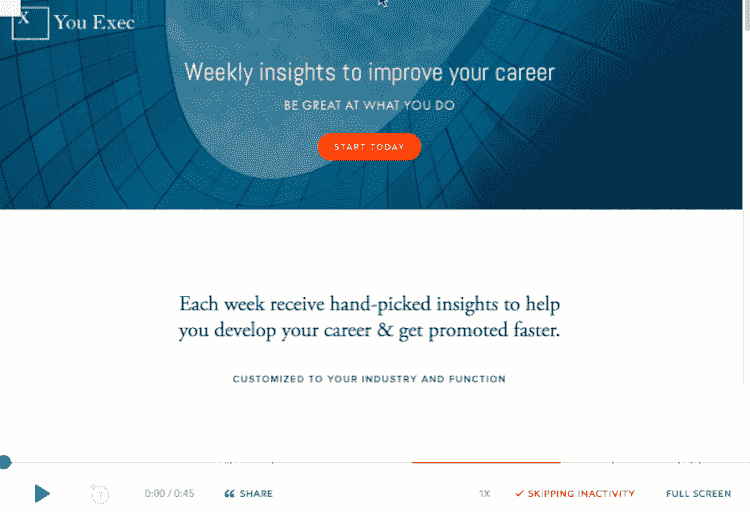 X You Exec
Weekly insights to improve your career
BE GREAT AT WHAT YOU DO
START TODAY
Each week receive hand-picked insights to help
you develop your career & get promoted faster.
CUSTOMIZED TO YOUR INDUSTRY AND FUNCTION
7
0:00 / 0:45
SHARE
1X
SKIPPING INACTIVITY
FULL SCREEN